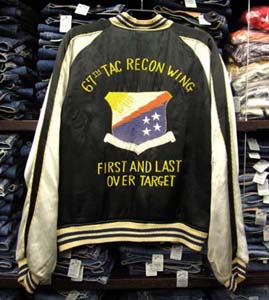 67TH TAC RECON WING
FIRST AND LAST
OVER TARGET